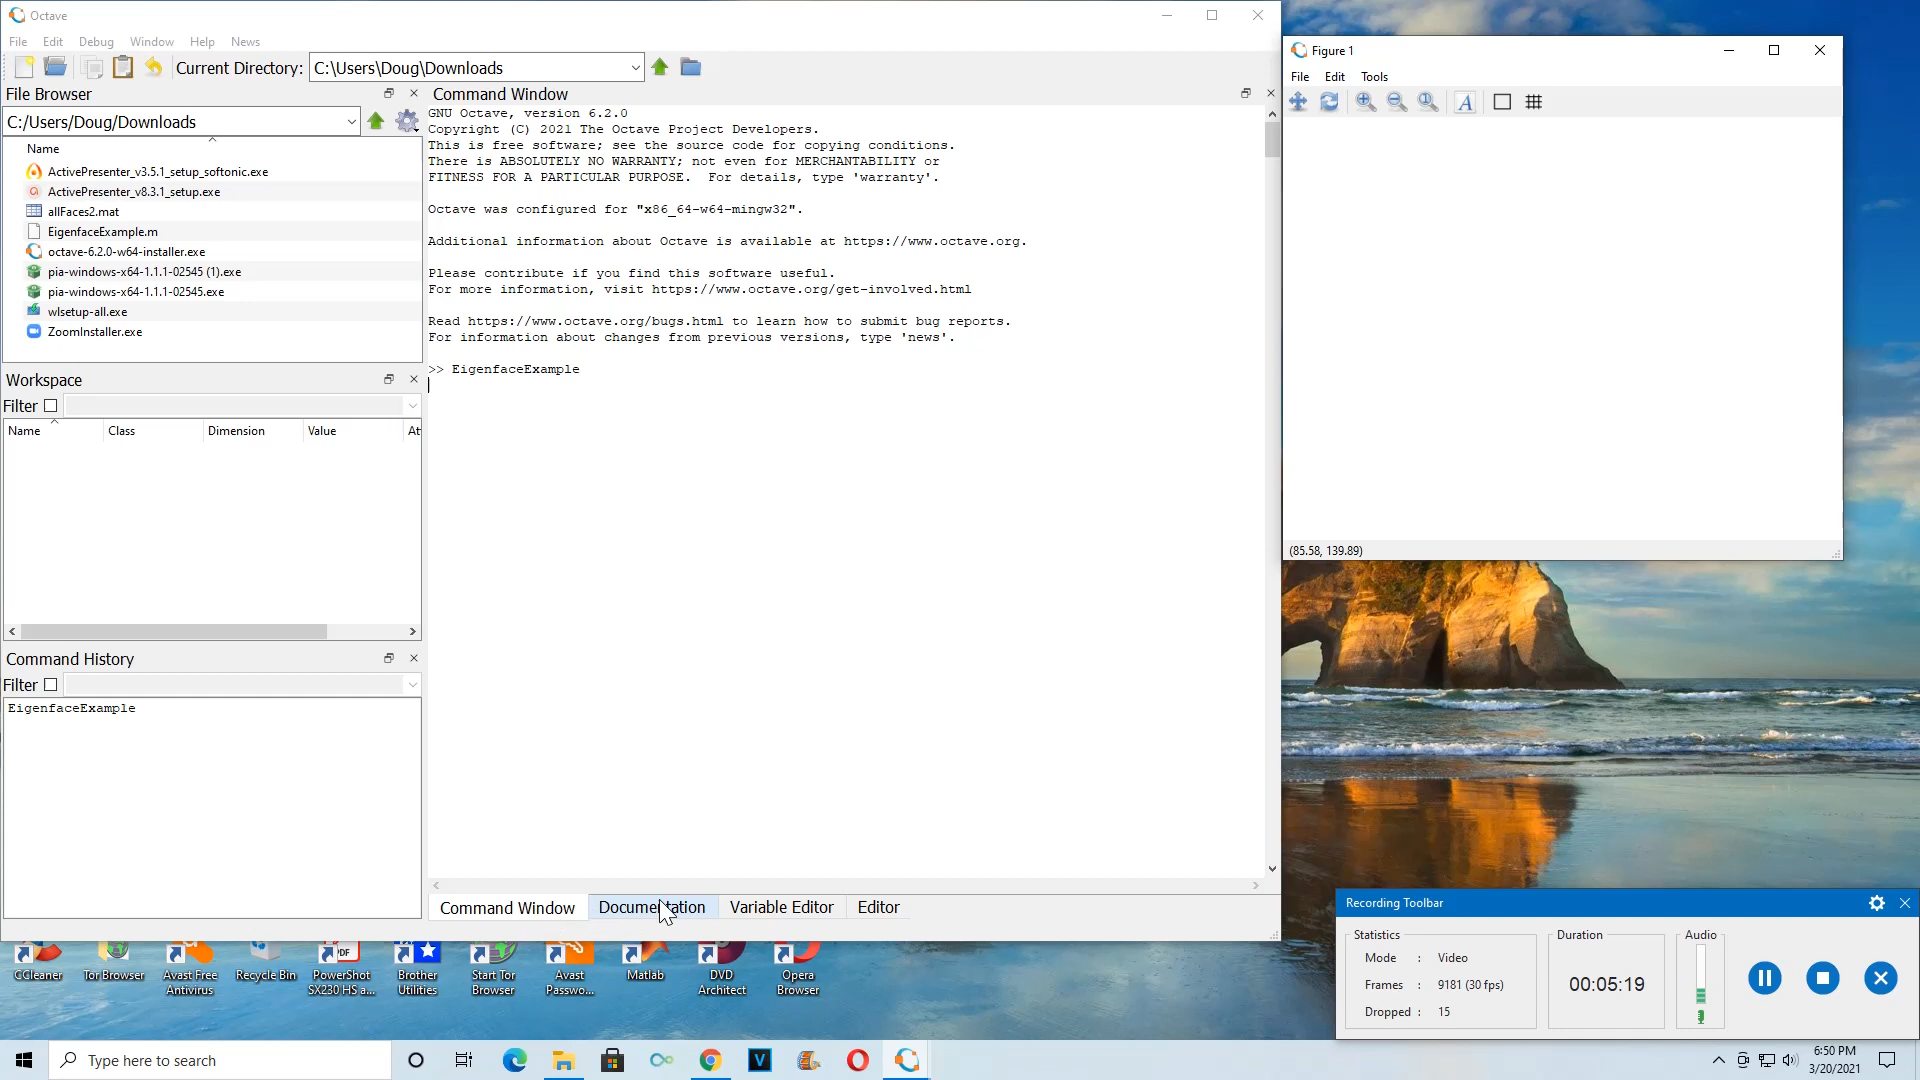 Octave
File Edit Debug Window Help News
Current Directory: C:\Users\Doug\Downloads
File Browser
C:/Users/Doug/Downloads
Name
ActivePresenter_v3.5.1_setup_softonic.exe
ActivePresenter_v8.3.1_setup.exe
allFaces2.mat
EigenfaceExample.m
octave-6.2.0-w64-installer.exe
pia-windows-x64-1.1.1-02545 (1).exe
pia-windows-x64-1.1.1-02545.exe
wlsetup-all.exe
ZoomInstaller.exe
Workspace
Filter
Name Class Dimension Value At
Command History
Filter
EigenfaceExample
Command Window
GNU Octave, version 6.2.0
Copyright (C) 2021 The Octave Project Developers.
This is free software; see the source code for copying conditions.
There is ABSOLUTELY NO WARRANTY; not even for MERCHANTABILITY or
FITNESS FOR A PARTICULAR PURPOSE.  For details, type 'warranty'.
Octave was configured for "x86_64-w64-mingw32".
Additional information about Octave is available at https://www.octave.org.
Please contribute if you find this software useful.
For more information, visit https://www.octave.org/get-involved.html
Read https://www.octave.org/bugs.html to learn how to submit bug reports.
For information about changes from previous versions, type 'news'.
>> EigenfaceExample
Command Window Documentation Variable Editor Editor
Figure 1
File Edit Tools
A
(85.58, 139.89)
Recording Toolbar
Statistics
Mode : Video
Frames : 9181 (30 fps)
Dropped : 15
Duration
00:05:19
Audio
PDF
CCleaner
Tor Browser
Avast Free
Antivirus
Recycle Bin
PowerShot
SX230 HS a...
Brother
Utilities
Start Tor
Browser
Avast
Passwo...
Matlab
DVD
Architect
Opera
Browser
Type here to search
V
6:50 PM
3/20/2021